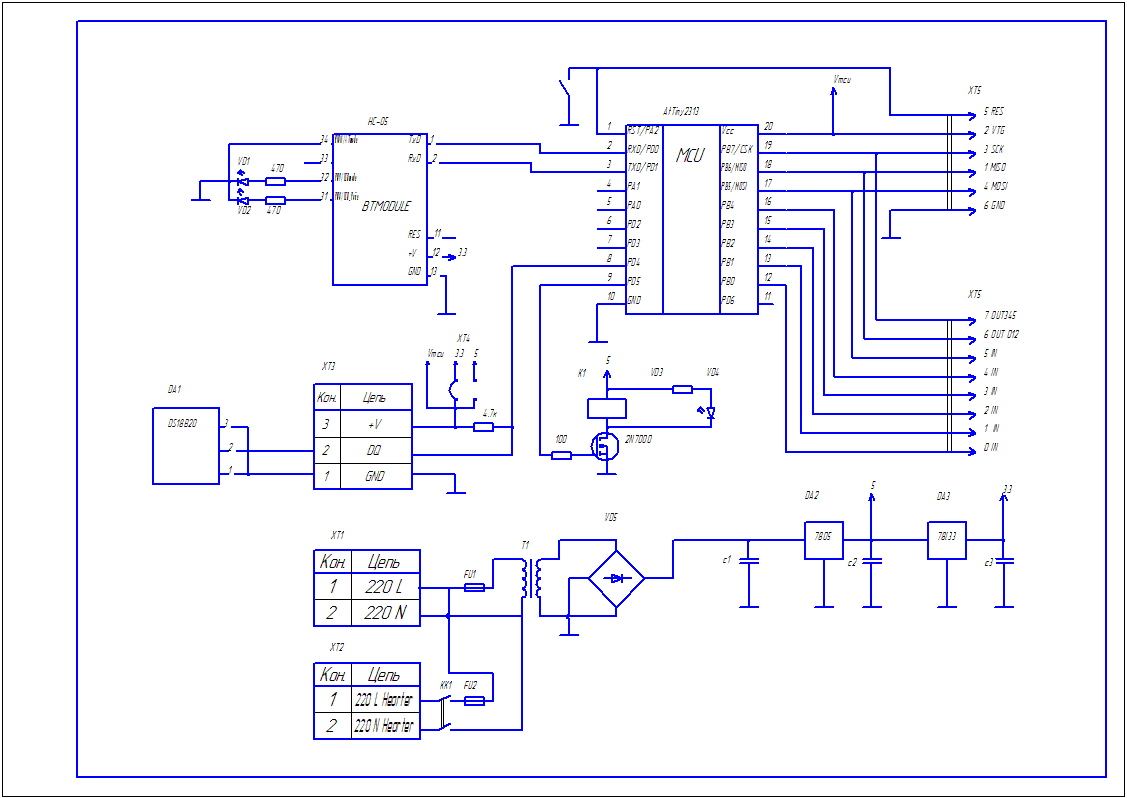 Vmcu
XT5
HC-05
AtTiny2313
5 RES
34
TxD
1
1
RST/PA2
Vcc
20
2 VTG
33
RxD
2
2
RXD/PD0
PB7/CSK
19
3 SCK
VD1
470
32
3
TXD/PD1
MCU
PB6/MISO
18
1 MISO
31
4
PA1
PB5/MOSI
17
4 MOSI
VD2
470
BTMODULE
5
PA0
PB4
16
6 GND
6
PD2
PB3
15
RES
11
7
PD3
PB2
14
+V
12
3.3
8
PD4
PB1
13
GND
13
9
PD5
PB0
12
10
GND
PD6
11
XT5
7 OUT345
6 OUT 012
XT4
Vmcu
3.3
5
5
5 IN
XT3
K1
VD3
VD4
4 IN
DA1
Кон.
Цепь
3 IN
DS18B20
3
3
+V
4.7к
2 IN
2
2
DQ
100
2N7000
1 IN
1
1
GND
0 IN
DA2
5
DA3
3.3
XT1
T1
VD5
7805
78l33
Кон.
Цепь
c1
c2
c3
1
220 L
FU1
2
220 N
XT2
Кон.
Цепь
KK1
FU2
1
220 L Hearter
2
220 N Hearter